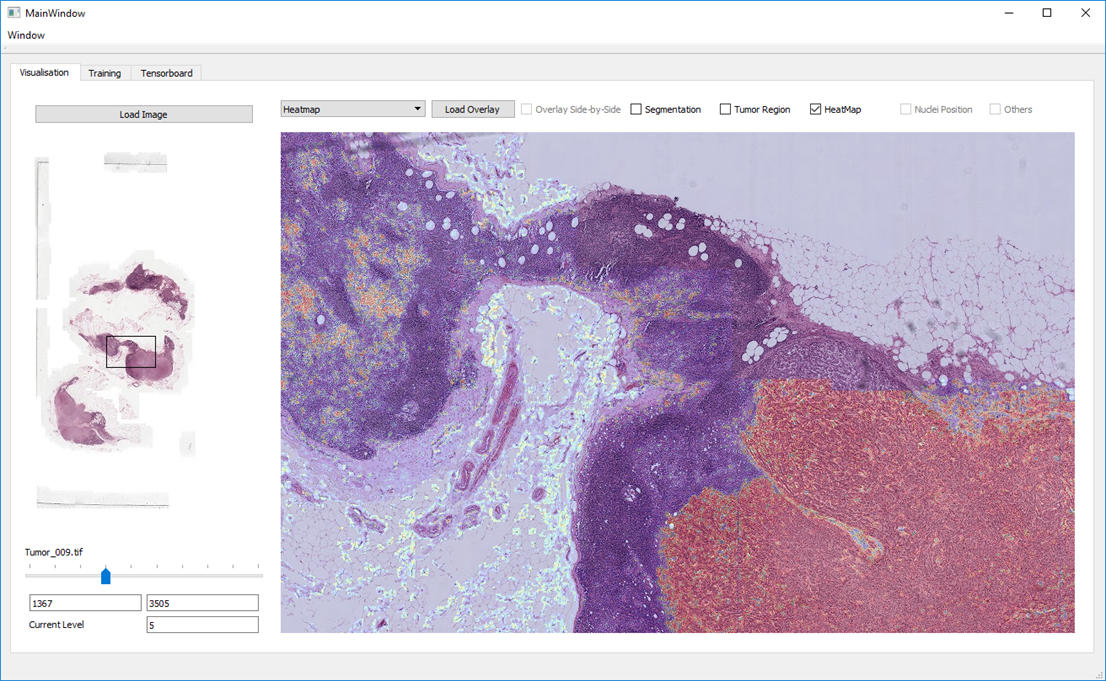 MainWindow
Window
Visualisation Training Tensorboard
Load Image
Heatmap Load Overlay Overlay Side-by-Side Segmentation Tumor Region HeatMap Nuclei Position Others
Tumor_009.tif
1367 3505
Current Level 5